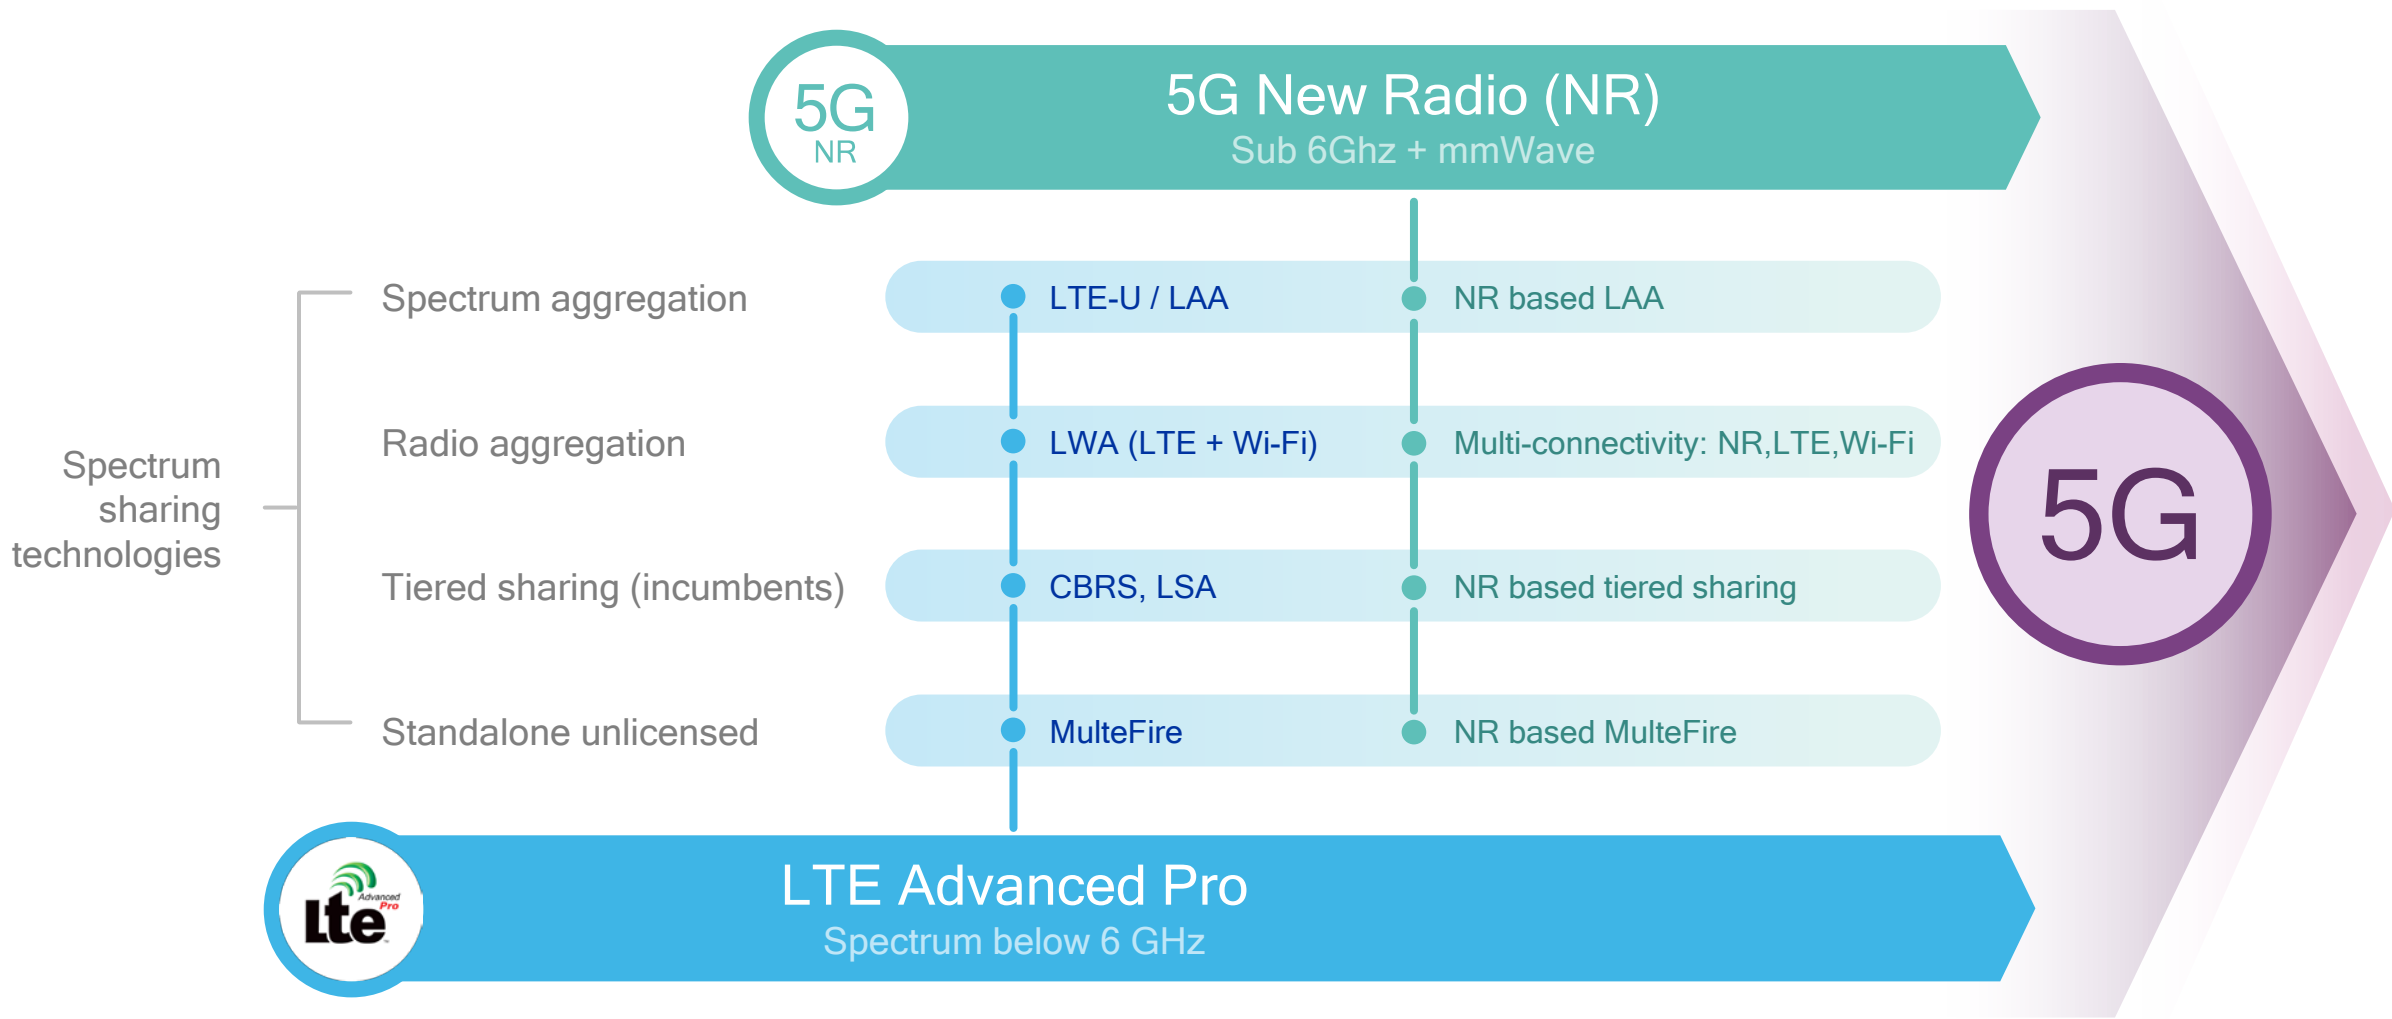 5G
NR
5G New Radio (NR)
Sub 6Ghz + mmWave
Spectrum
sharing
technologies
Spectrum aggregation
LTE-U / LAA
NR based LAA
Radio aggregation
LWA (LTE + Wi-Fi)
Multi-connectivity: NR,LTE,Wi-Fi
Tiered sharing (incumbents)
CBRS, LSA
NR based tiered sharing
Standalone unlicensed
MulteFire
NR based MulteFire
5G
Advanced
Pro
Lte
LTE Advanced Pro
Spectrum below 6 GHz